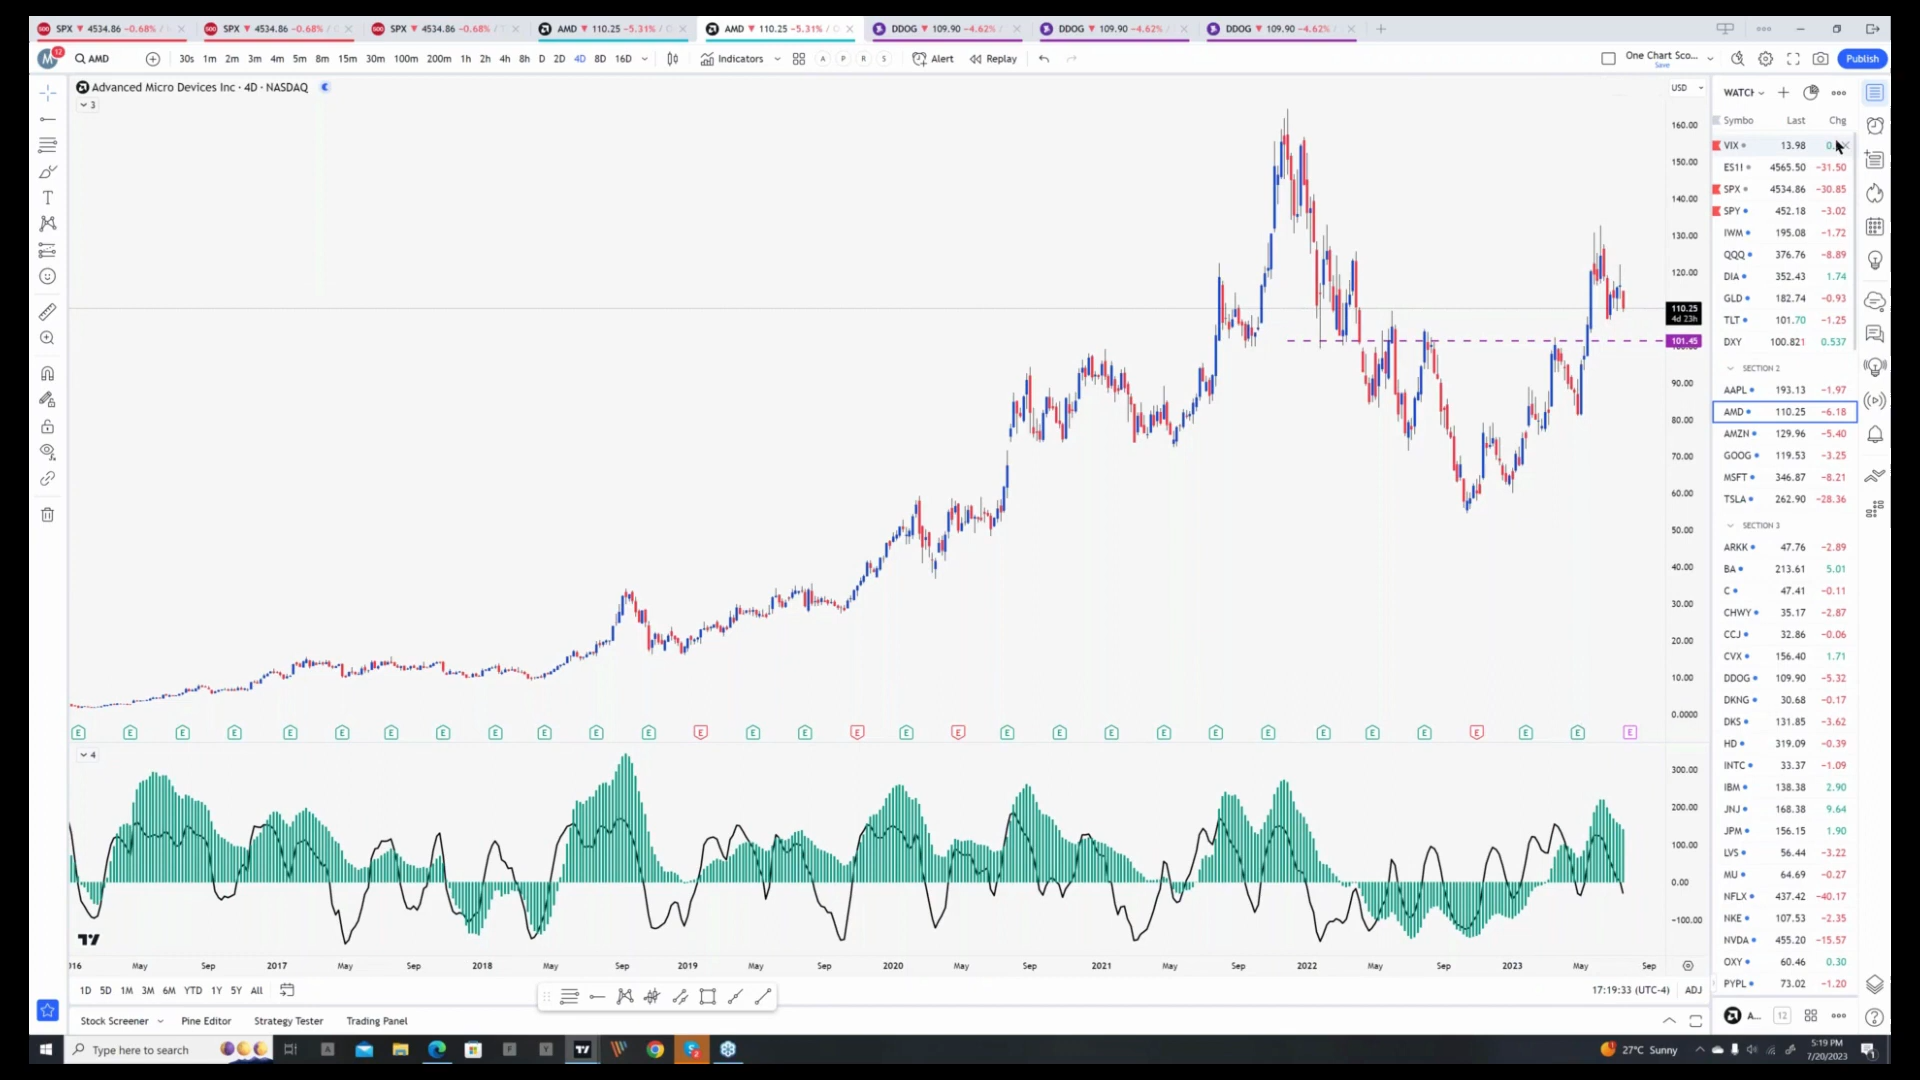 SPX ▼ 4534.86 −0.68%
SPX ▼ 4534.86 −0.68%
SPX ▼ 4534.86 −0.68%
AMD ▼ 110.25 −5.31%
AMD ▼ 110.25 −5.31%
DDOG ▼ 109.90 −4.62%
DDOG ▼ 109.90 −4.62%
DDOG ▼ 109.90 −4.62%
M 12 AMD 30s 1m 2m 3m 4m 5m 8m 15m 30m 100m 200m 1h 2h 4h 8h D 2D 4D 8D 16D Indicators A P R S Alert Replay One Chart Sco... Save Publish
Advanced Micro Devices Inc · 4D · NASDAQ
3
USD
160.00
150.00
140.00
130.00
120.00
110.25
4d 23h
101.45
90.00
80.00
70.00
60.00
50.00
40.00
30.00
20.00
10.00
0.0000
E E E E E E E E E E E E E E E E E E E E E E E E E E E E E E E
4
300.00
200.00
100.00
0.00
−100.00
016 May Sep 2017 May Sep 2018 May Sep 2019 May Sep 2020 May Sep 2021 May Sep 2022 May Sep 2023 May Sep
1D 5D 1M 3M 6M YTD 1Y 5Y All 17:19:33 (UTC-4) ADJ
Stock Screener Pine Editor Strategy Tester Trading Panel
WATCH
Symbo Last Chg
VIX 13.98
ES1! 4565.50 −31.50
SPX 4534.86 −30.85
SPY 452.18 −3.02
IWM 195.08 −1.72
QQQ 376.76 −8.89
DIA 352.43 1.74
GLD 182.74 −0.93
TLT 101.70 −1.25
DXY 100.821 0.537
SECTION 2
AAPL 193.13 −1.97
AMD 110.25 −6.18
AMZN 129.96 −5.40
GOOG 119.53 −3.25
MSFT 346.87 −8.21
TSLA 262.90 −28.36
SECTION 3
ARKK 47.76 −2.89
BA 213.61 5.01
C 47.41 −0.11
CHWY 35.17 −2.87
CCJ 32.86 −0.06
CVX 156.40 1.71
DDOG 109.90 −5.32
DKNG 30.68 −0.17
DKS 131.85 −3.62
HD 319.09 −0.39
INTC 33.37 −1.09
IBM 138.38 2.90
JNJ 168.38 9.64
JPM 156.15 1.90
LVS 56.44 −3.22
MU 64.69 −0.27
NFLX 437.42 −40.17
NKE 107.53 −2.35
NVDA 455.20 −15.57
OXY 60.46 0.30
PYPL 73.02 −1.20
A... 12
Type here to search
27°C Sunny
5:19 PM
7/20/2023